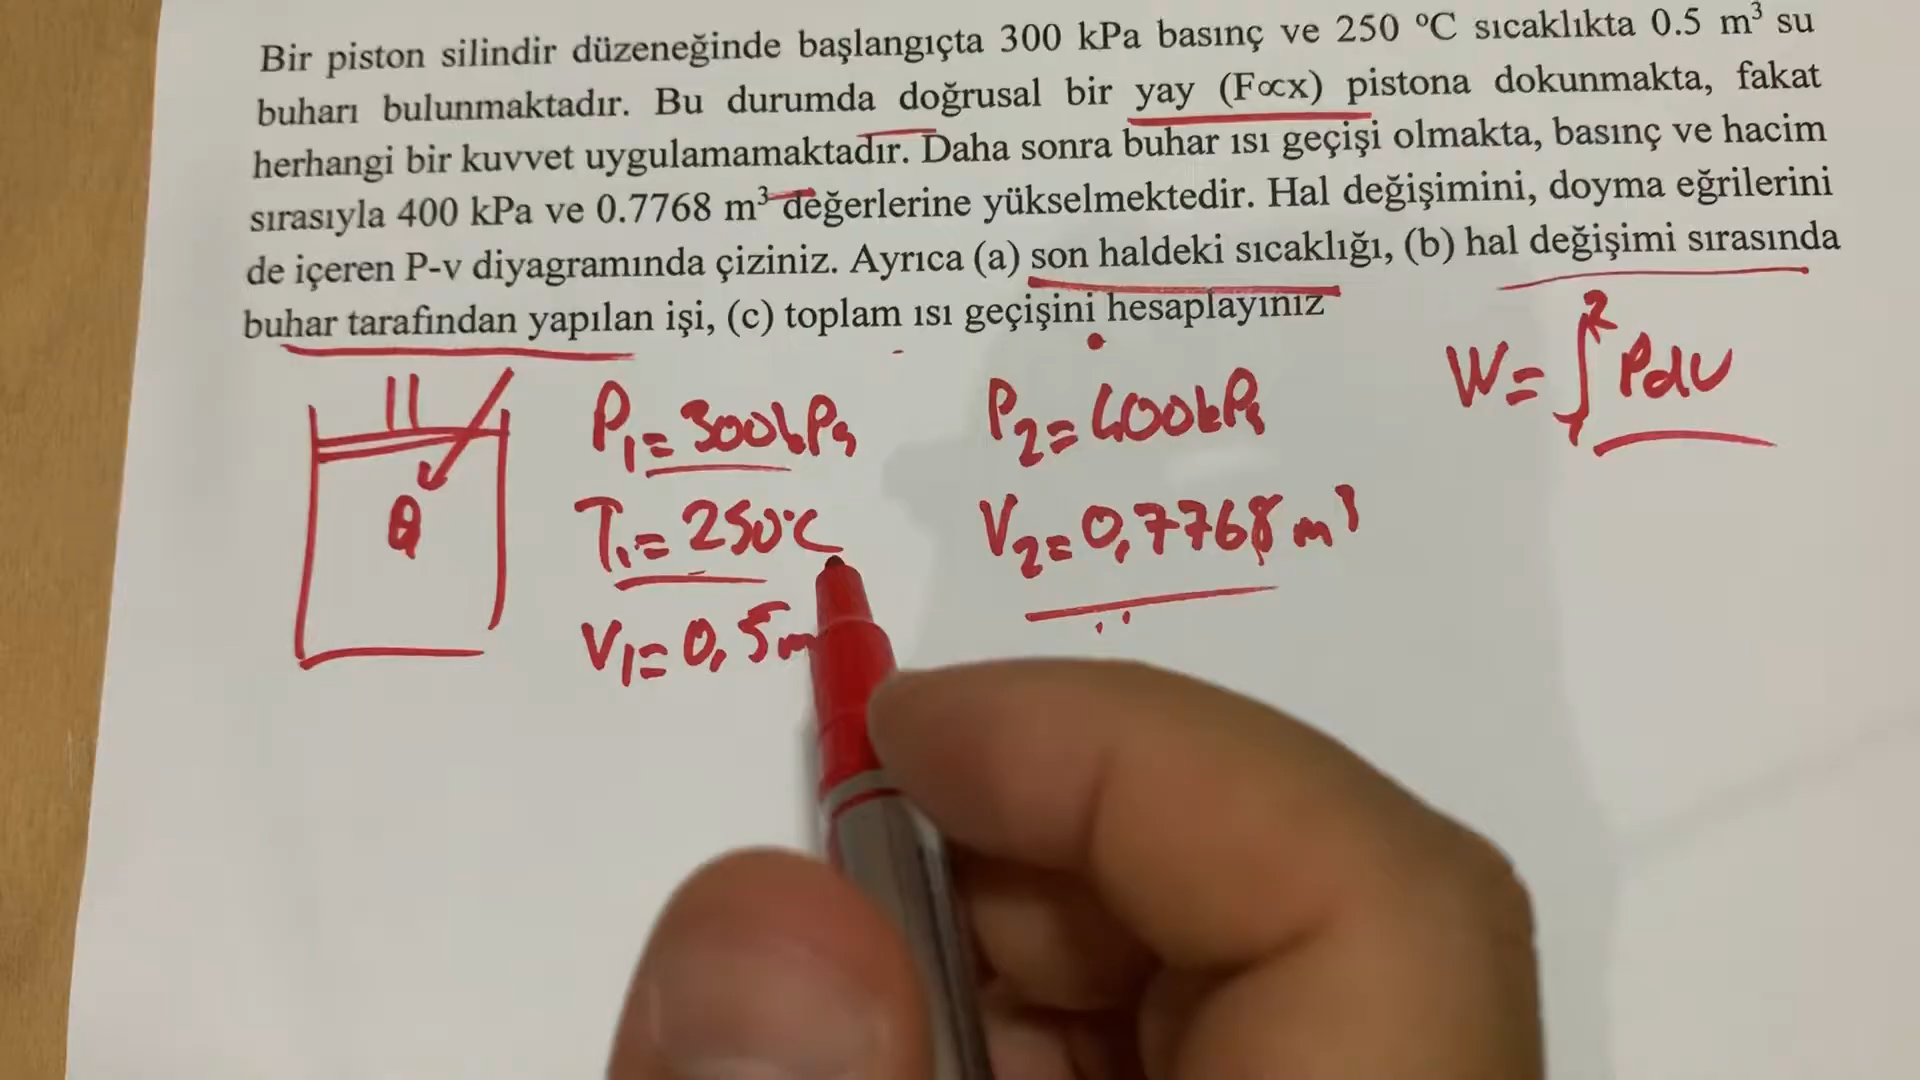 Bir piston silindir düzeneğinde başlangıçta 300 kPa basınç ve 250 ºC sıcaklıkta 0.5 m³ su
buharı bulunmaktadır. Bu durumda doğrusal bir yay (F∝x) pistona dokunmakta, fakat
herhangi bir kuvvet uygulamamaktadır. Daha sonra buhar ısı geçişi olmakta, basınç ve hacim
sırasıyla 400 kPa ve 0.7768 m³ değerlerine yükselmektedir. Hal değişimini, doyma eğrilerini
de içeren P-v diyagramında çiziniz. Ayrıca (a) son haldeki sıcaklığı, (b) hal değişimi sırasında
buhar tarafından yapılan işi, (c) toplam ısı geçişini hesaplayınız
W=∫₁² PdV
P₁=300kPa
P₂=400kPa
Q
T₁=250°C
V₂=0,7768 m³
V₁=0,5m